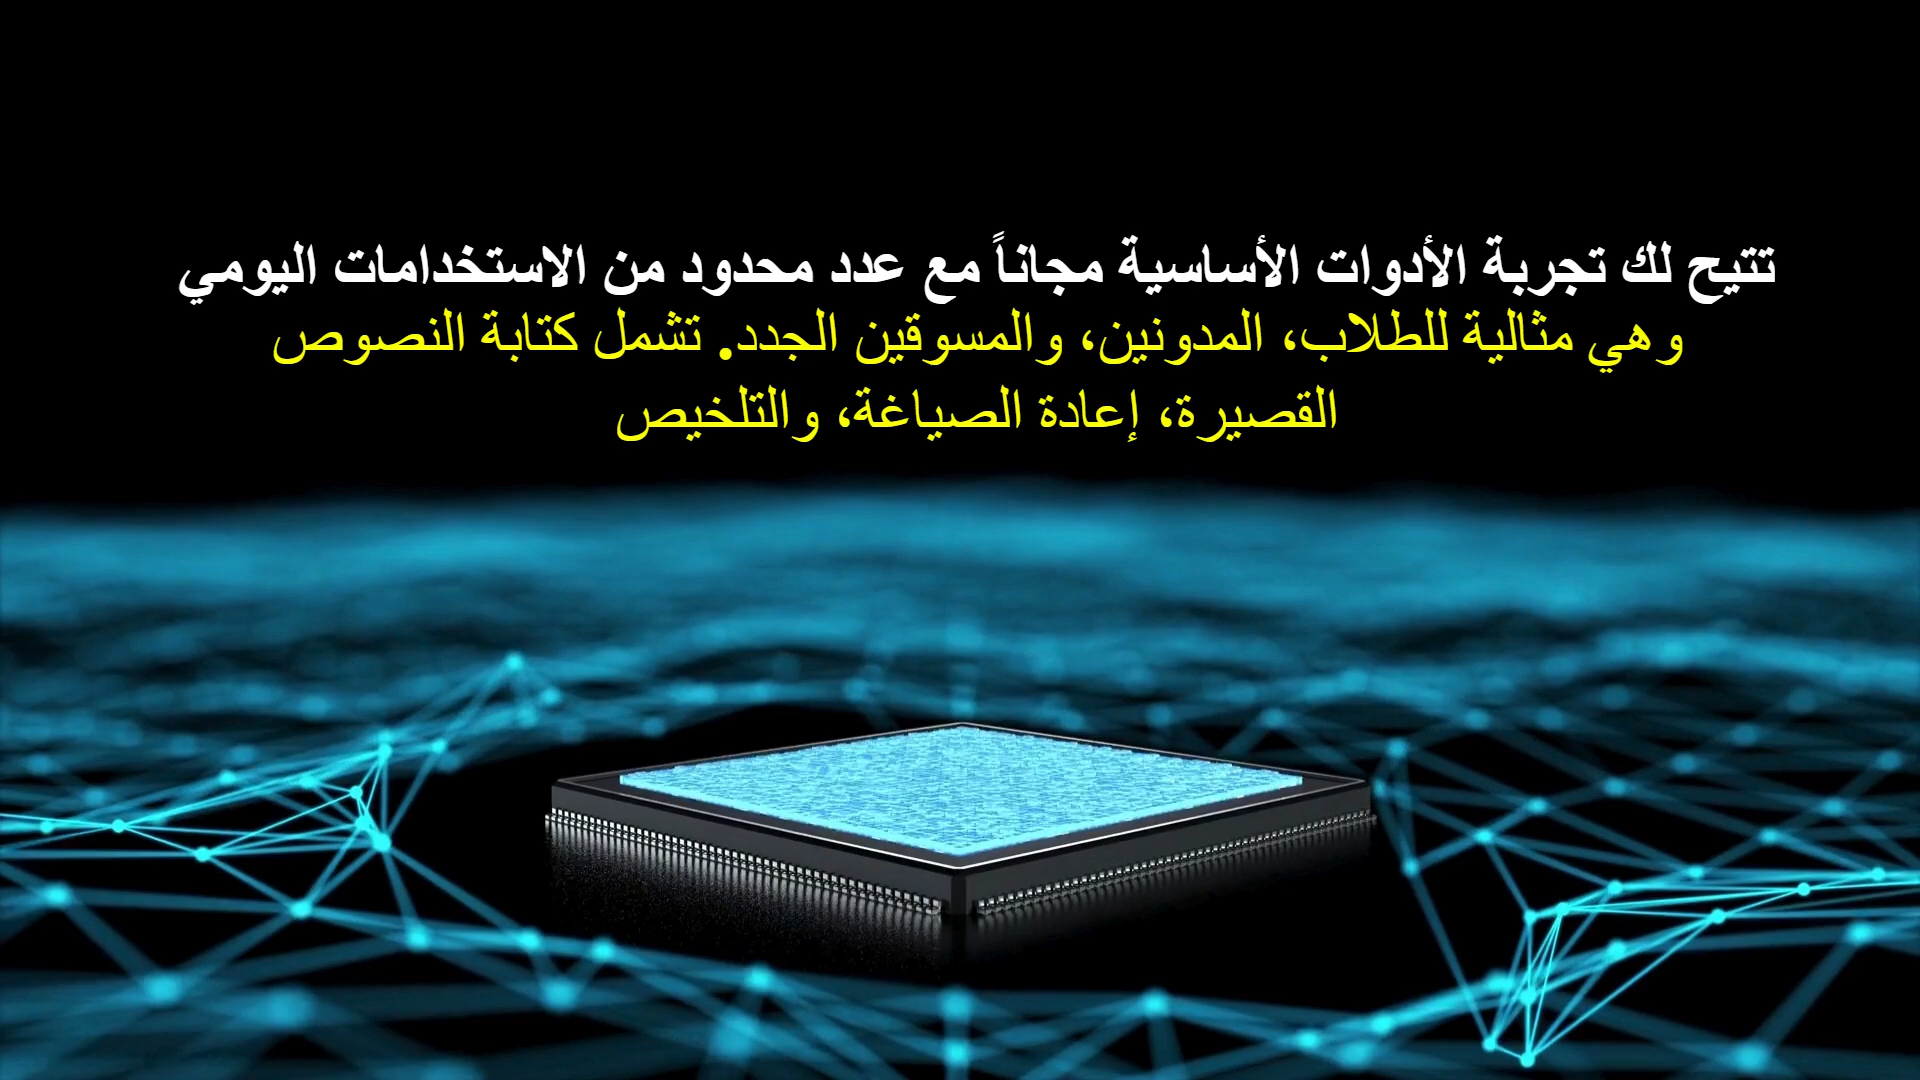 تتيح لك تجربة الأدوات الأساسية مجاناً مع عدد محدود من الاستخدامات اليومي
وهي مثالية للطلاب، المدونين، والمسوقين الجدد. تشمل كتابة النصوص
القصيرة، إعادة الصياغة، والتلخيص